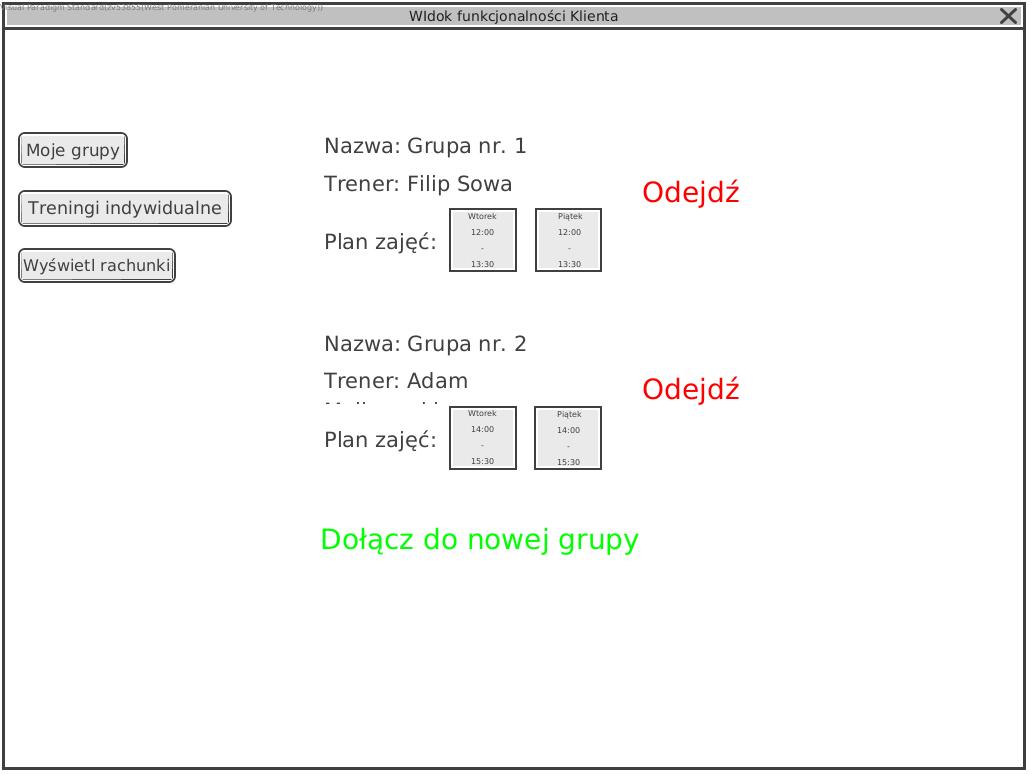 Visual Paradigm Standard(zv53855(West Pomeranian University of Technology))
WIdok funkcjonalności Klienta
Moje grupy
Treningi indywidualne
Wyświetl rachunki
Nazwa: Grupa nr. 1
Trener: Filip Sowa
Odejdź
Plan zajęć:
Wtorek
12:00
-
13:30
Piątek
12:00
-
13:30
Nazwa: Grupa nr. 2
Trener: Adam
Odejdź
Plan zajęć:
Wtorek
14:00
-
15:30
Piątek
14:00
-
15:30
Dołącz do nowej grupy